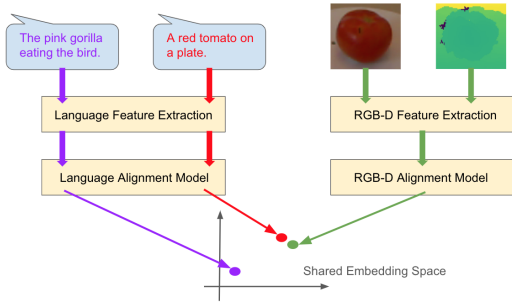 The pink gorilla
eating the bird.
A red tomato on
a plate.
Language Feature Extraction
RGB-D Feature Extraction
Language Alignment Model
RGB-D Alignment Model
Shared Embedding Space